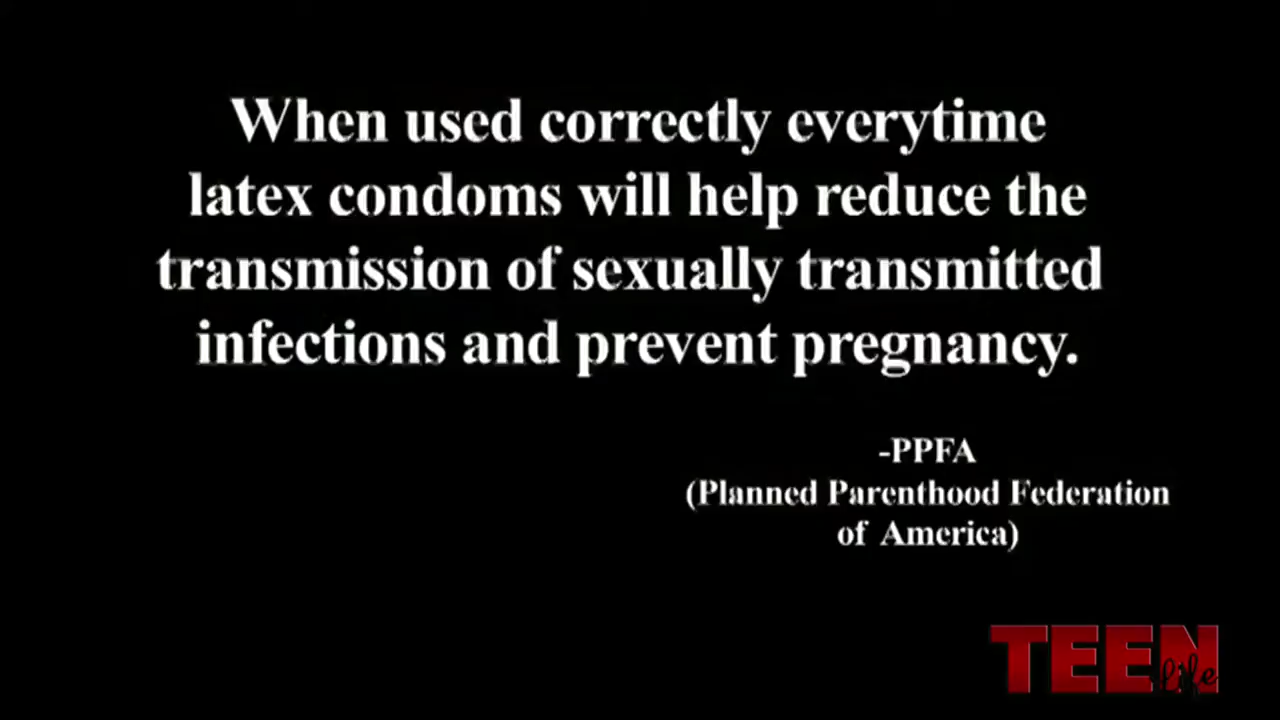 When used correctly everytime
latex condoms will help reduce the
transmission of sexually transmitted
infections and prevent pregnancy.
-PPFA
(Planned Parenthood Federation
of America)
TEEN
Life